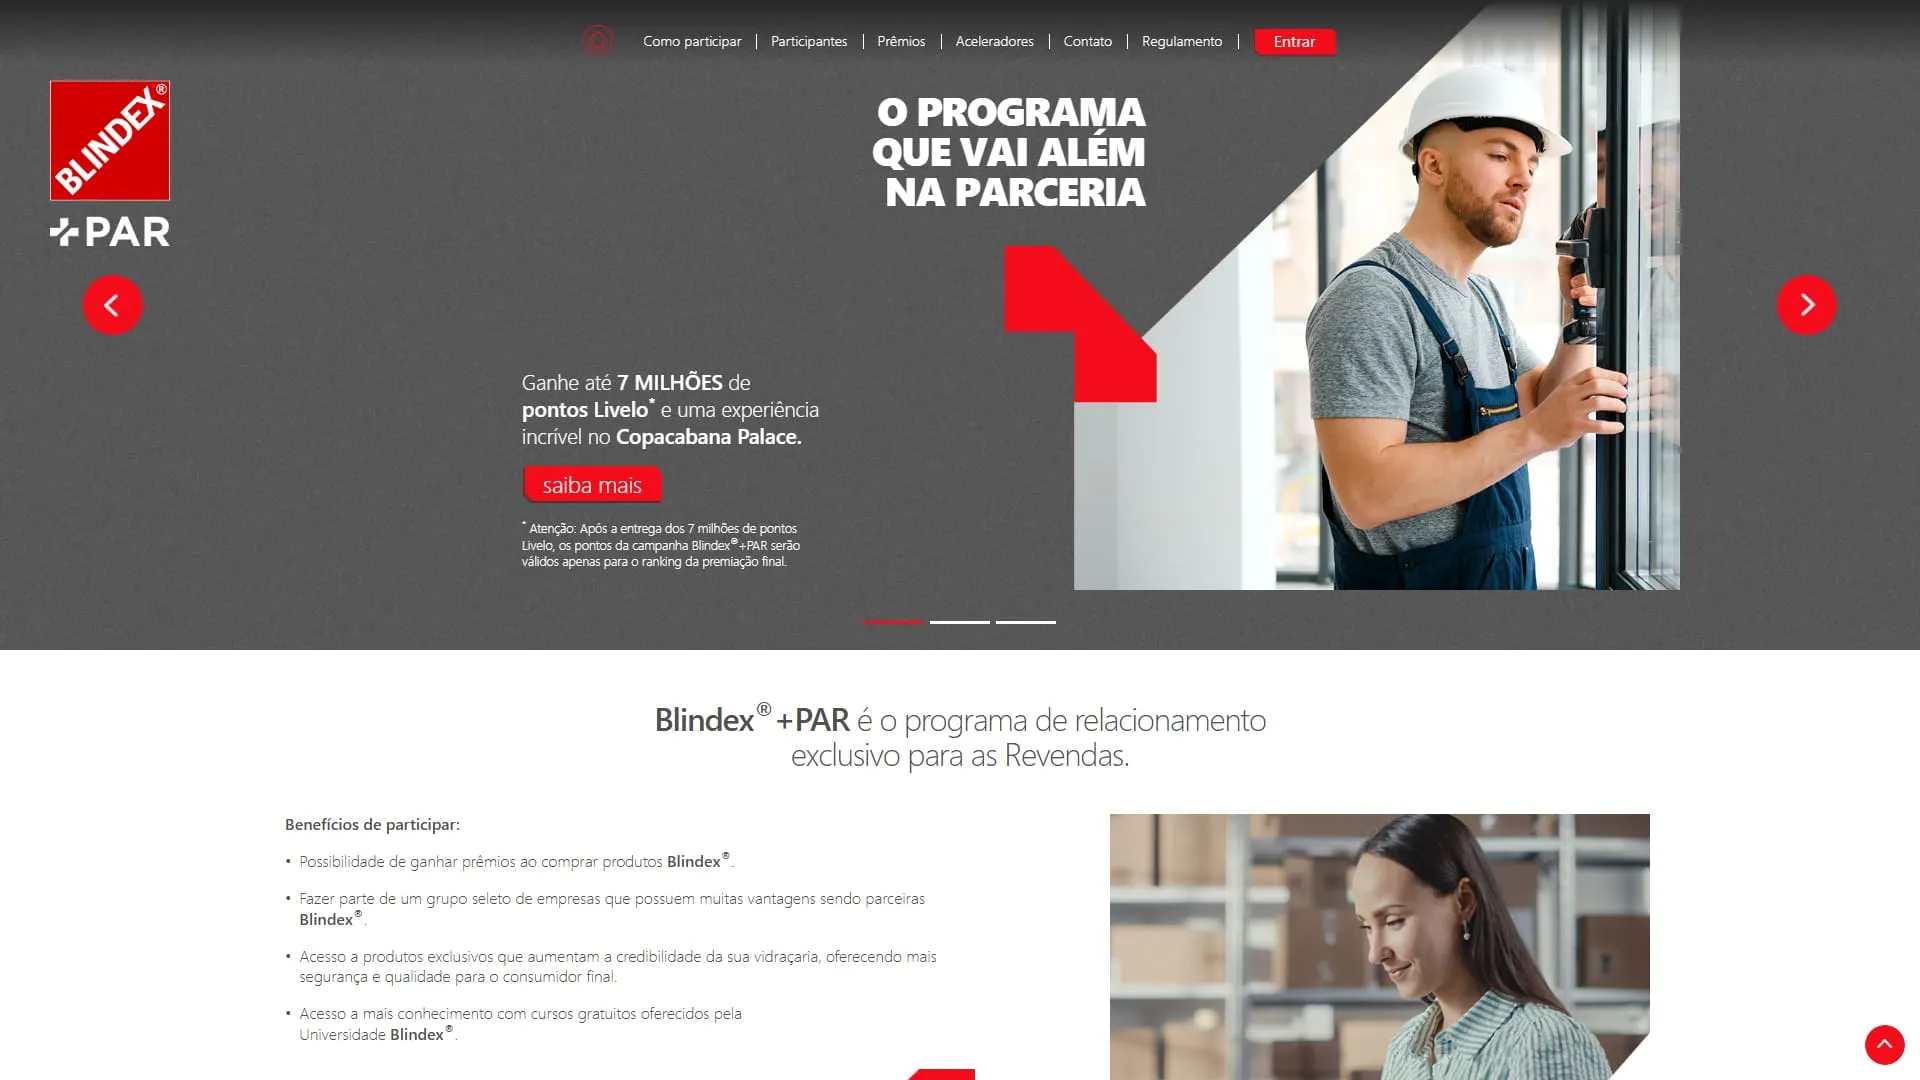 Como participar
Participantes
Prêmios
Aceleradores
Contato
Regulamento
Entrar
BLINDEX®
+PAR
O PROGRAMA
QUE VAI ALÉM
NA PARCERIA
Ganhe até 7 MILHÕES de
pontos Livelo* e uma experiência
incrível no Copacabana Palace.
saiba mais
* Atenção: Após a entrega dos 7 milhões de pontos
Livelo, os pontos da campanha Blindex®+PAR serão
válidos apenas para o ranking da premiação final.
Blindex® +PAR é o programa de relacionamento
exclusivo para as Revendas.
Benefícios de participar:
• Possibilidade de ganhar prêmios ao comprar produtos Blindex®.
• Fazer parte de um grupo seleto de empresas que possuem muitas vantagens sendo parceiras
Blindex®.
• Acesso a produtos exclusivos que aumentam a credibilidade da sua vidraçaria, oferecendo mais
segurança e qualidade para o consumidor final.
• Acesso a mais conhecimento com cursos gratuitos oferecidos pela
Universidade Blindex®.